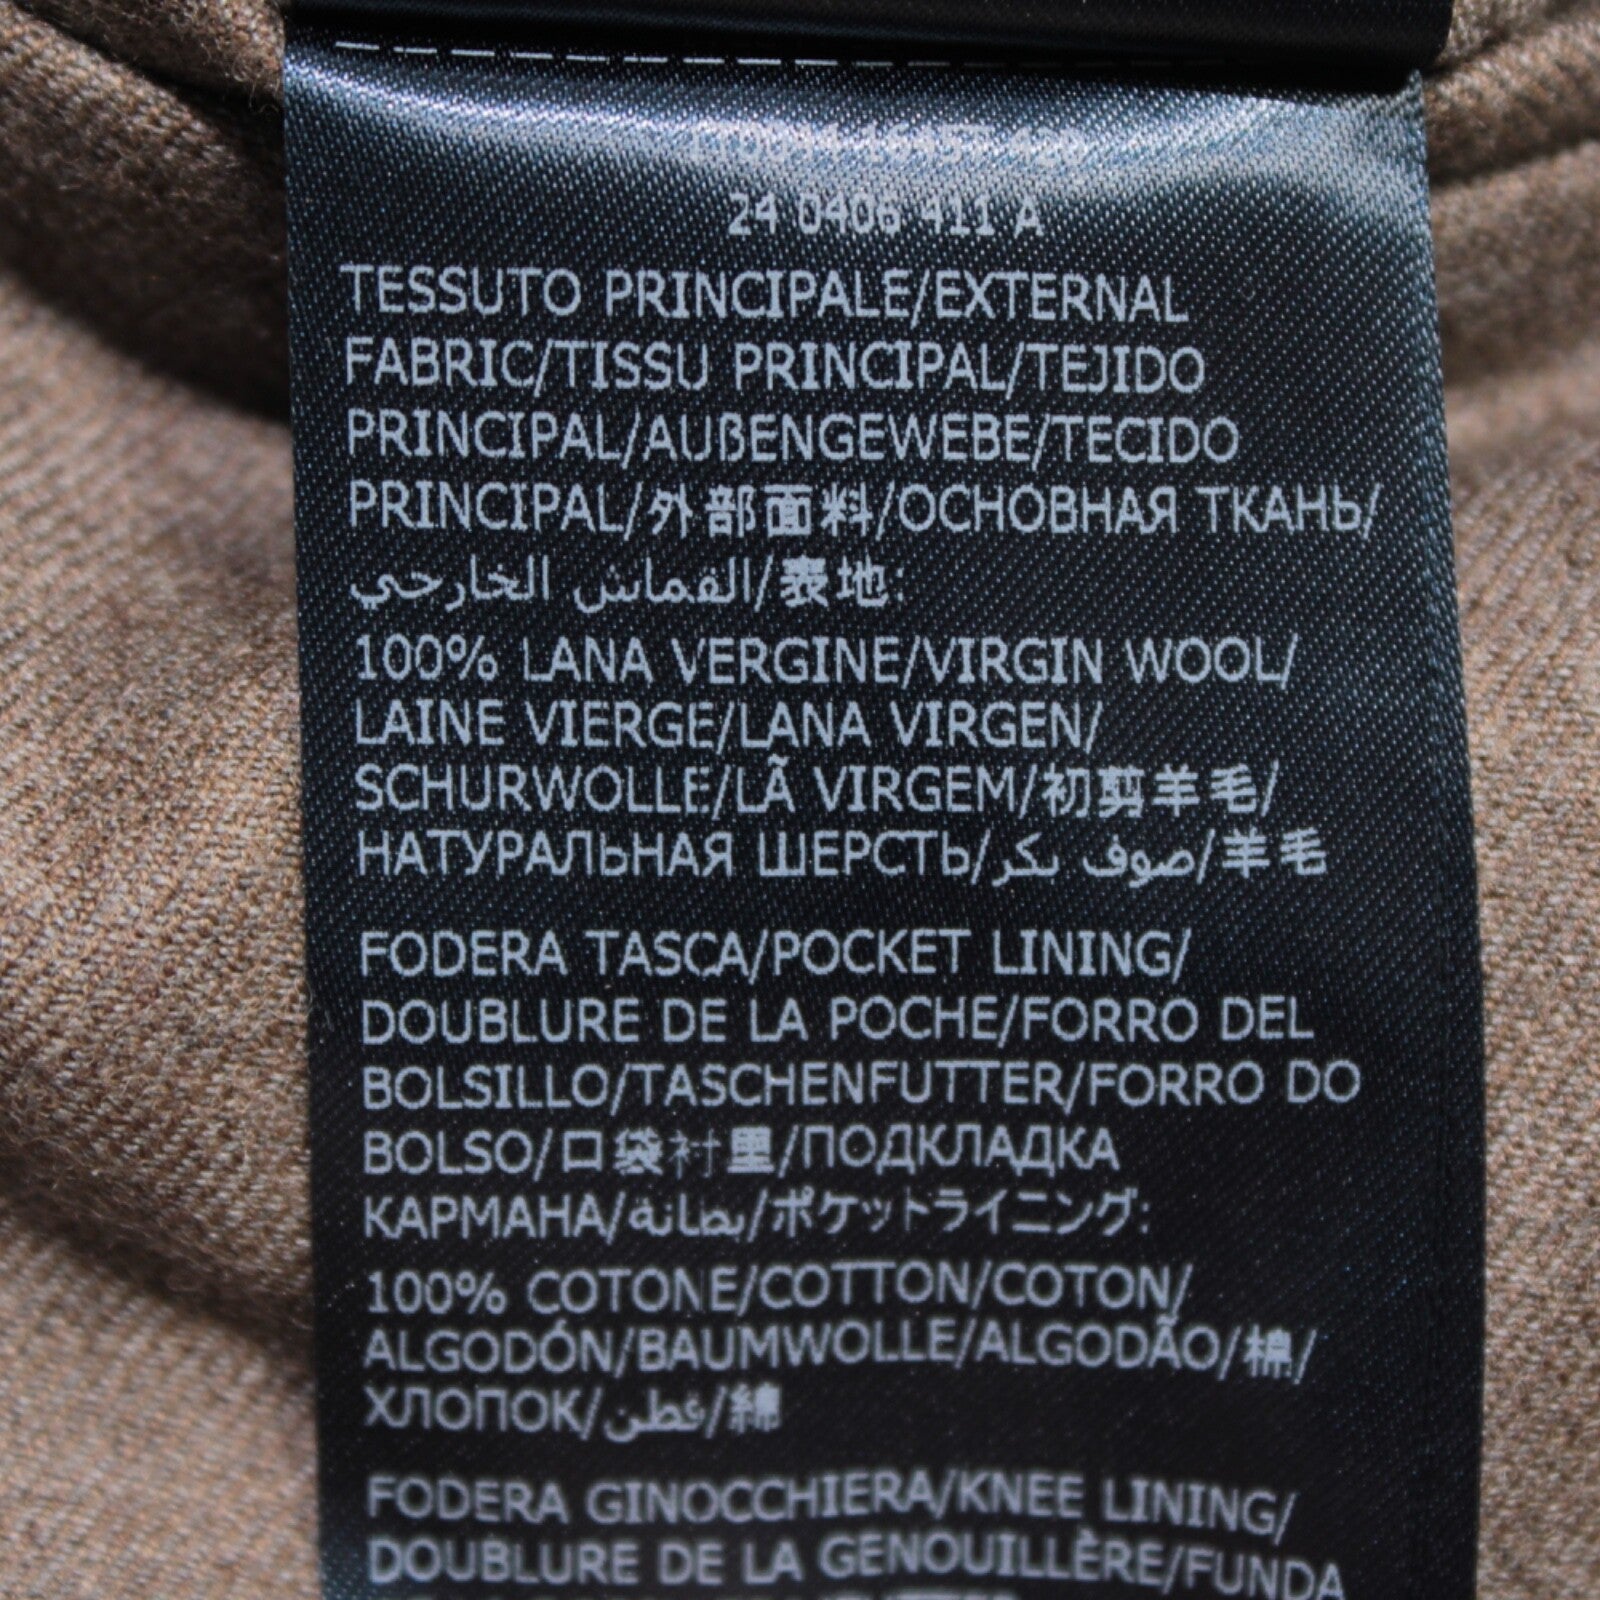 24 0406 411 A
TESSUTO PRINCIPALE/EXTERNAL
FABRIC/TISSU PRINCIPAL/TEJIDO
PRINCIPAL/AUßENGEWEBE/TECIDO
PRINCIPAL/外部面料/ОСНОВНАЯ ТКАНЬ/
القماش الخارجي/表地:
100% LANA VERGINE/VIRGIN WOOL/
LAINE VIERGE/LANA VIRGEN/
SCHURWOLLE/LÃ VIRGEM/初剪羊毛/
НАТУРАЛЬНАЯ ШЕРСТЬ/صوف بكر/羊毛
FODERA TASCA/POCKET LINING/
DOUBLURE DE LA POCHE/FORRO DEL
BOLSILLO/TASCHENFUTTER/FORRO DO
BOLSO/口袋衬里/ПОДКЛАДКА
КАРМАНА/بطانة/ポケットライニング:
100% COTONE/COTTON/COTON/
ALGODÓN/BAUMWOLLE/ALGODÃO/棉/
ХЛОПОК/قطن/綿
FODERA GINOCCHIERA/KNEE LINING/
DOUBLURE DE LA GENOUILLÈRE/FUNDA